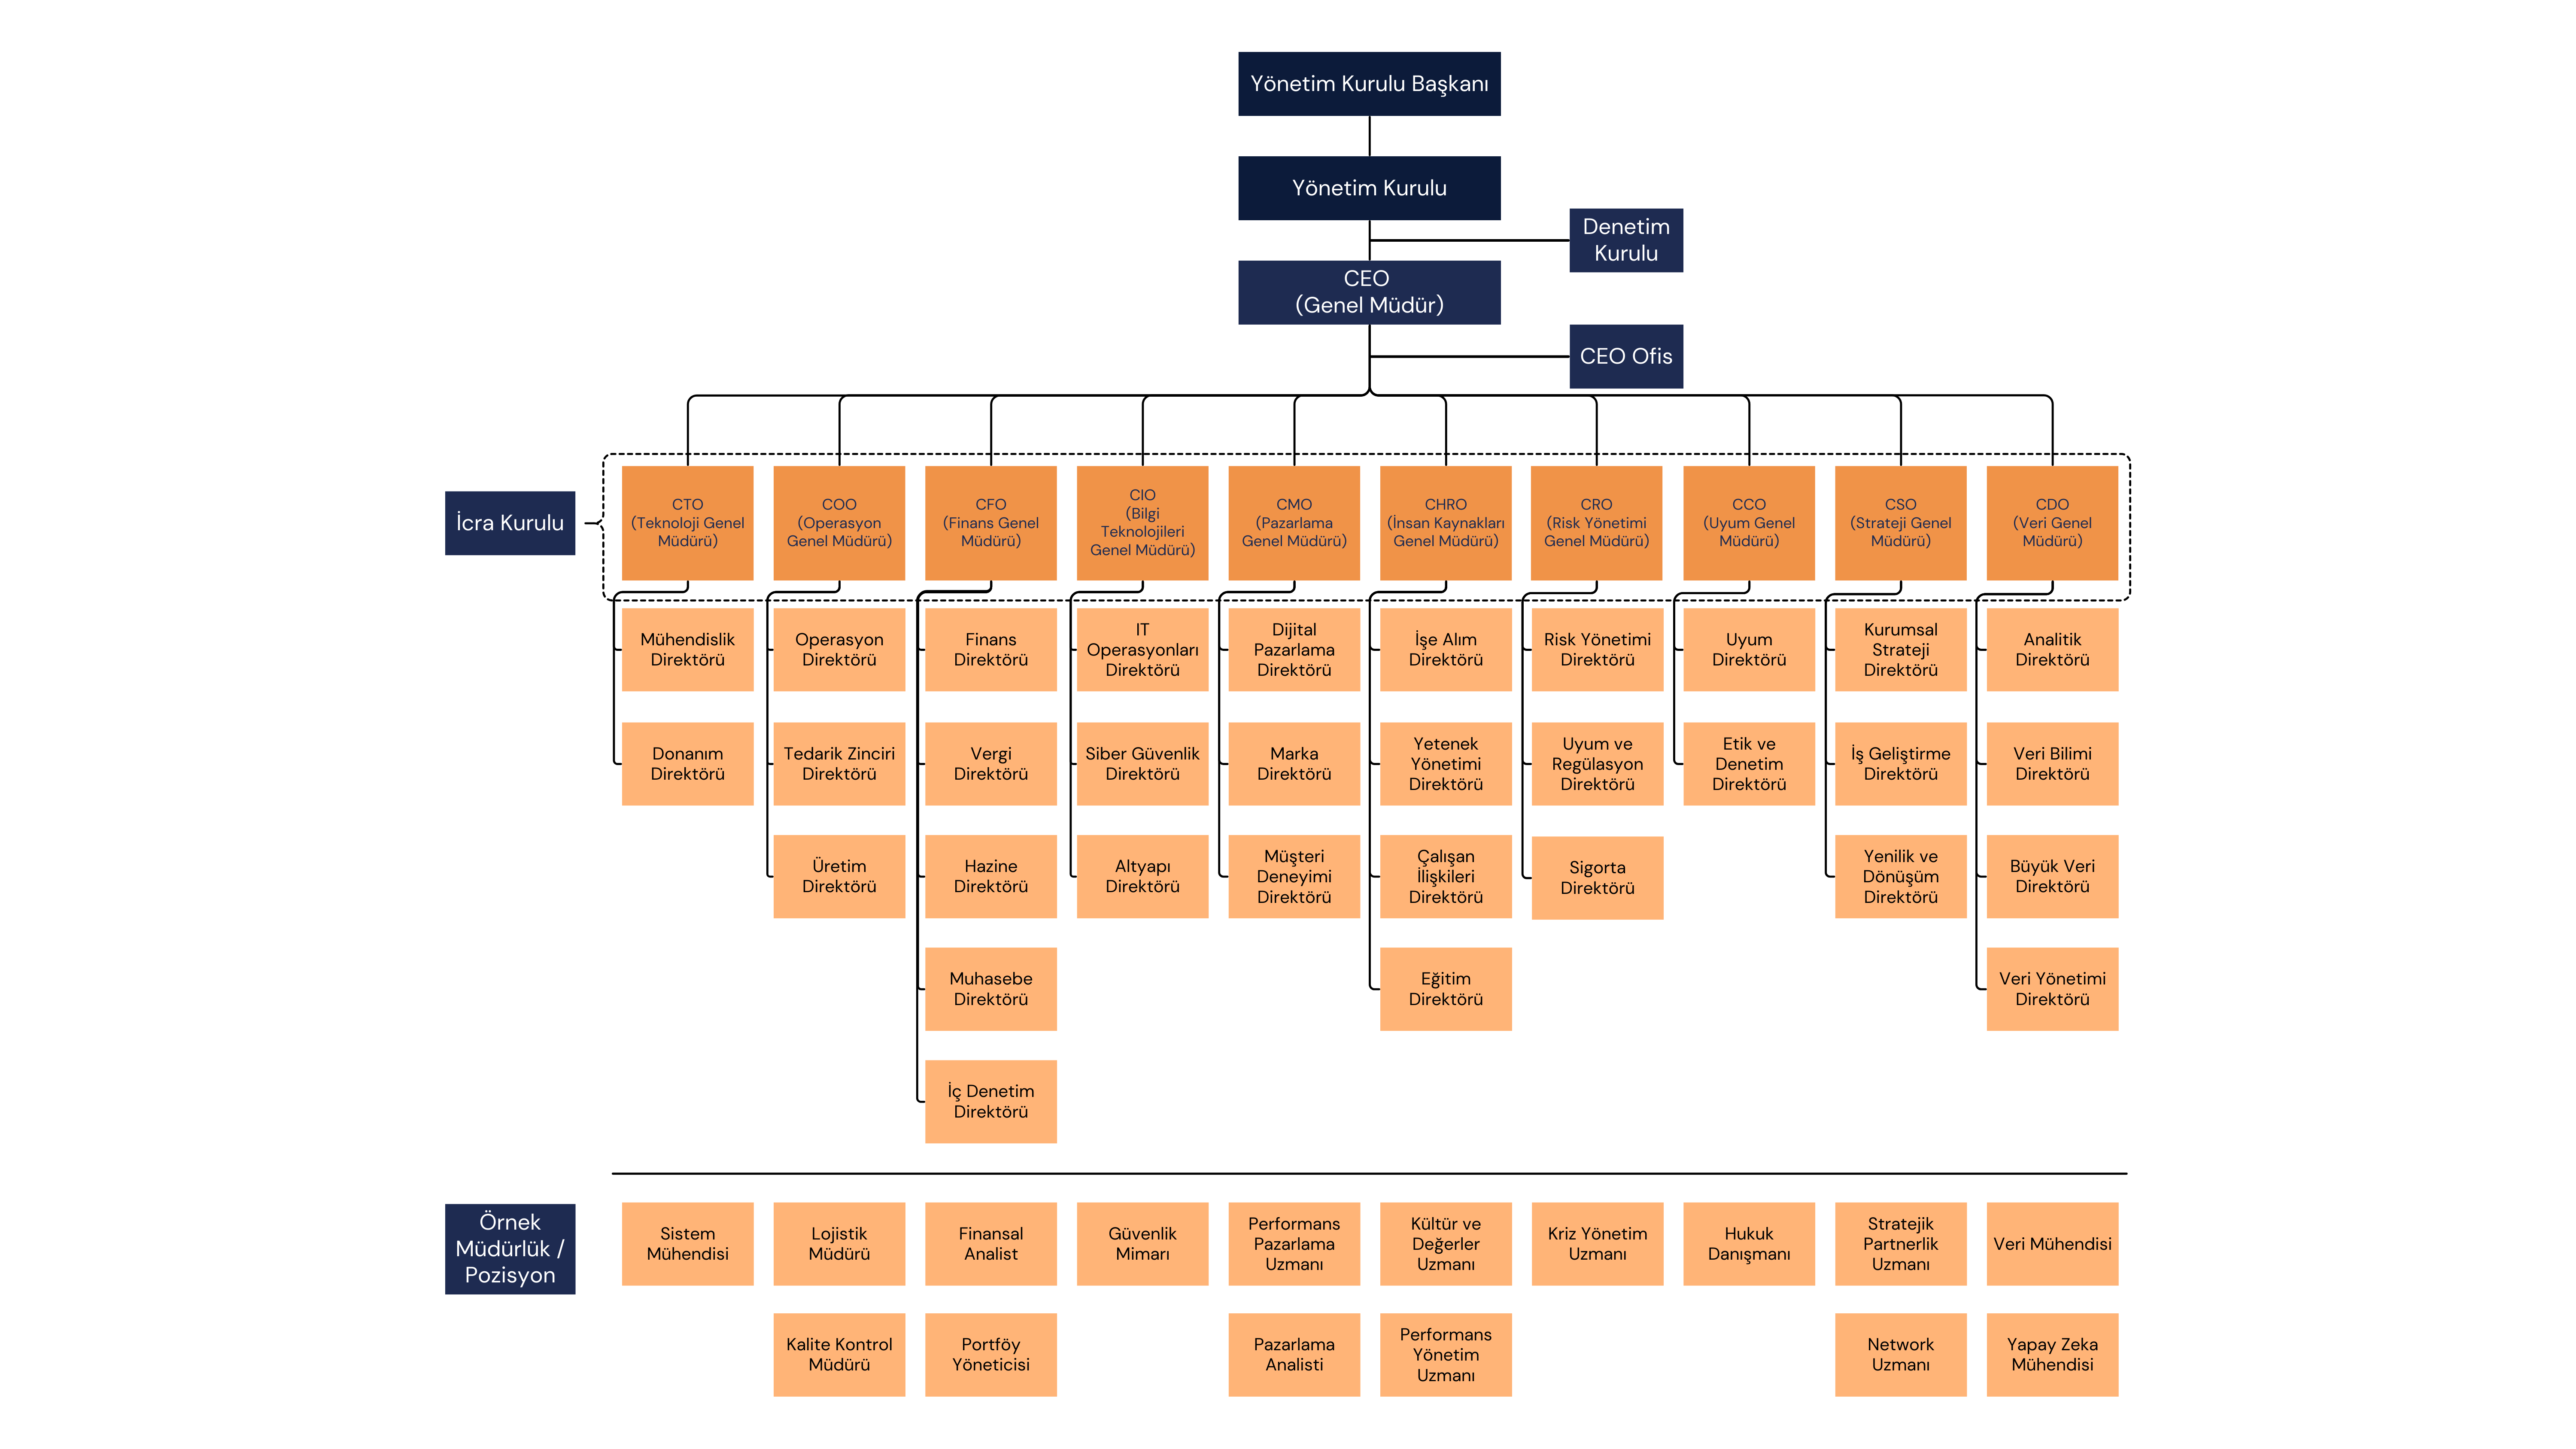 Yönetim Kurulu Başkanı
Yönetim Kurulu
Denetim
Kurulu
CEO
(Genel Müdür)
CEO Ofis
İcra Kurulu
CTO
(Teknoloji Genel
Müdürü)
COO
(Operasyon
Genel Müdürü)
CFO
(Finans Genel
Müdürü)
CIO
(Bilgi
Teknolojileri
Genel Müdürü)
CMO
(Pazarlama
Genel Müdürü)
CHRO
(İnsan Kaynakları
Genel Müdürü)
CRO
(Risk Yönetimi
Genel Müdürü)
CCO
(Uyum Genel
Müdürü)
CSO
(Strateji Genel
Müdürü)
CDO
(Veri Genel
Müdürü)
Mühendislik
Direktörü
Operasyon
Direktörü
Finans
Direktörü
IT
Operasyonları
Direktörü
Dijital
Pazarlama
Direktörü
İşe Alım
Direktörü
Risk Yönetimi
Direktörü
Uyum
Direktörü
Kurumsal
Strateji
Direktörü
Analitik
Direktörü
Donanım
Direktörü
Tedarik Zinciri
Direktörü
Vergi
Direktörü
Siber Güvenlik
Direktörü
Marka
Direktörü
Yetenek
Yönetimi
Direktörü
Uyum ve
Regülasyon
Direktörü
Etik ve
Denetim
Direktörü
İş Geliştirme
Direktörü
Veri Bilimi
Direktörü
Üretim
Direktörü
Hazine
Direktörü
Altyapı
Direktörü
Müşteri
Deneyimi
Direktörü
Çalışan
İlişkileri
Direktörü
Sigorta
Direktörü
Yenilik ve
Dönüşüm
Direktörü
Büyük Veri
Direktörü
Muhasebe
Direktörü
Eğitim
Direktörü
Veri Yönetimi
Direktörü
İç Denetim
Direktörü
Örnek
Müdürlük /
Pozisyon
Sistem
Mühendisi
Lojistik
Müdürü
Finansal
Analist
Güvenlik
Mimarı
Performans
Pazarlama
Uzmanı
Kültür ve
Değerler
Uzmanı
Kriz Yönetim
Uzmanı
Hukuk
Danışmanı
Stratejik
Partnerlik
Uzmanı
Veri Mühendisi
Kalite Kontrol
Müdürü
Portföy
Yöneticisi
Pazarlama
Analisti
Performans
Yönetim
Uzmanı
Network
Uzmanı
Yapay Zeka
Mühendisi